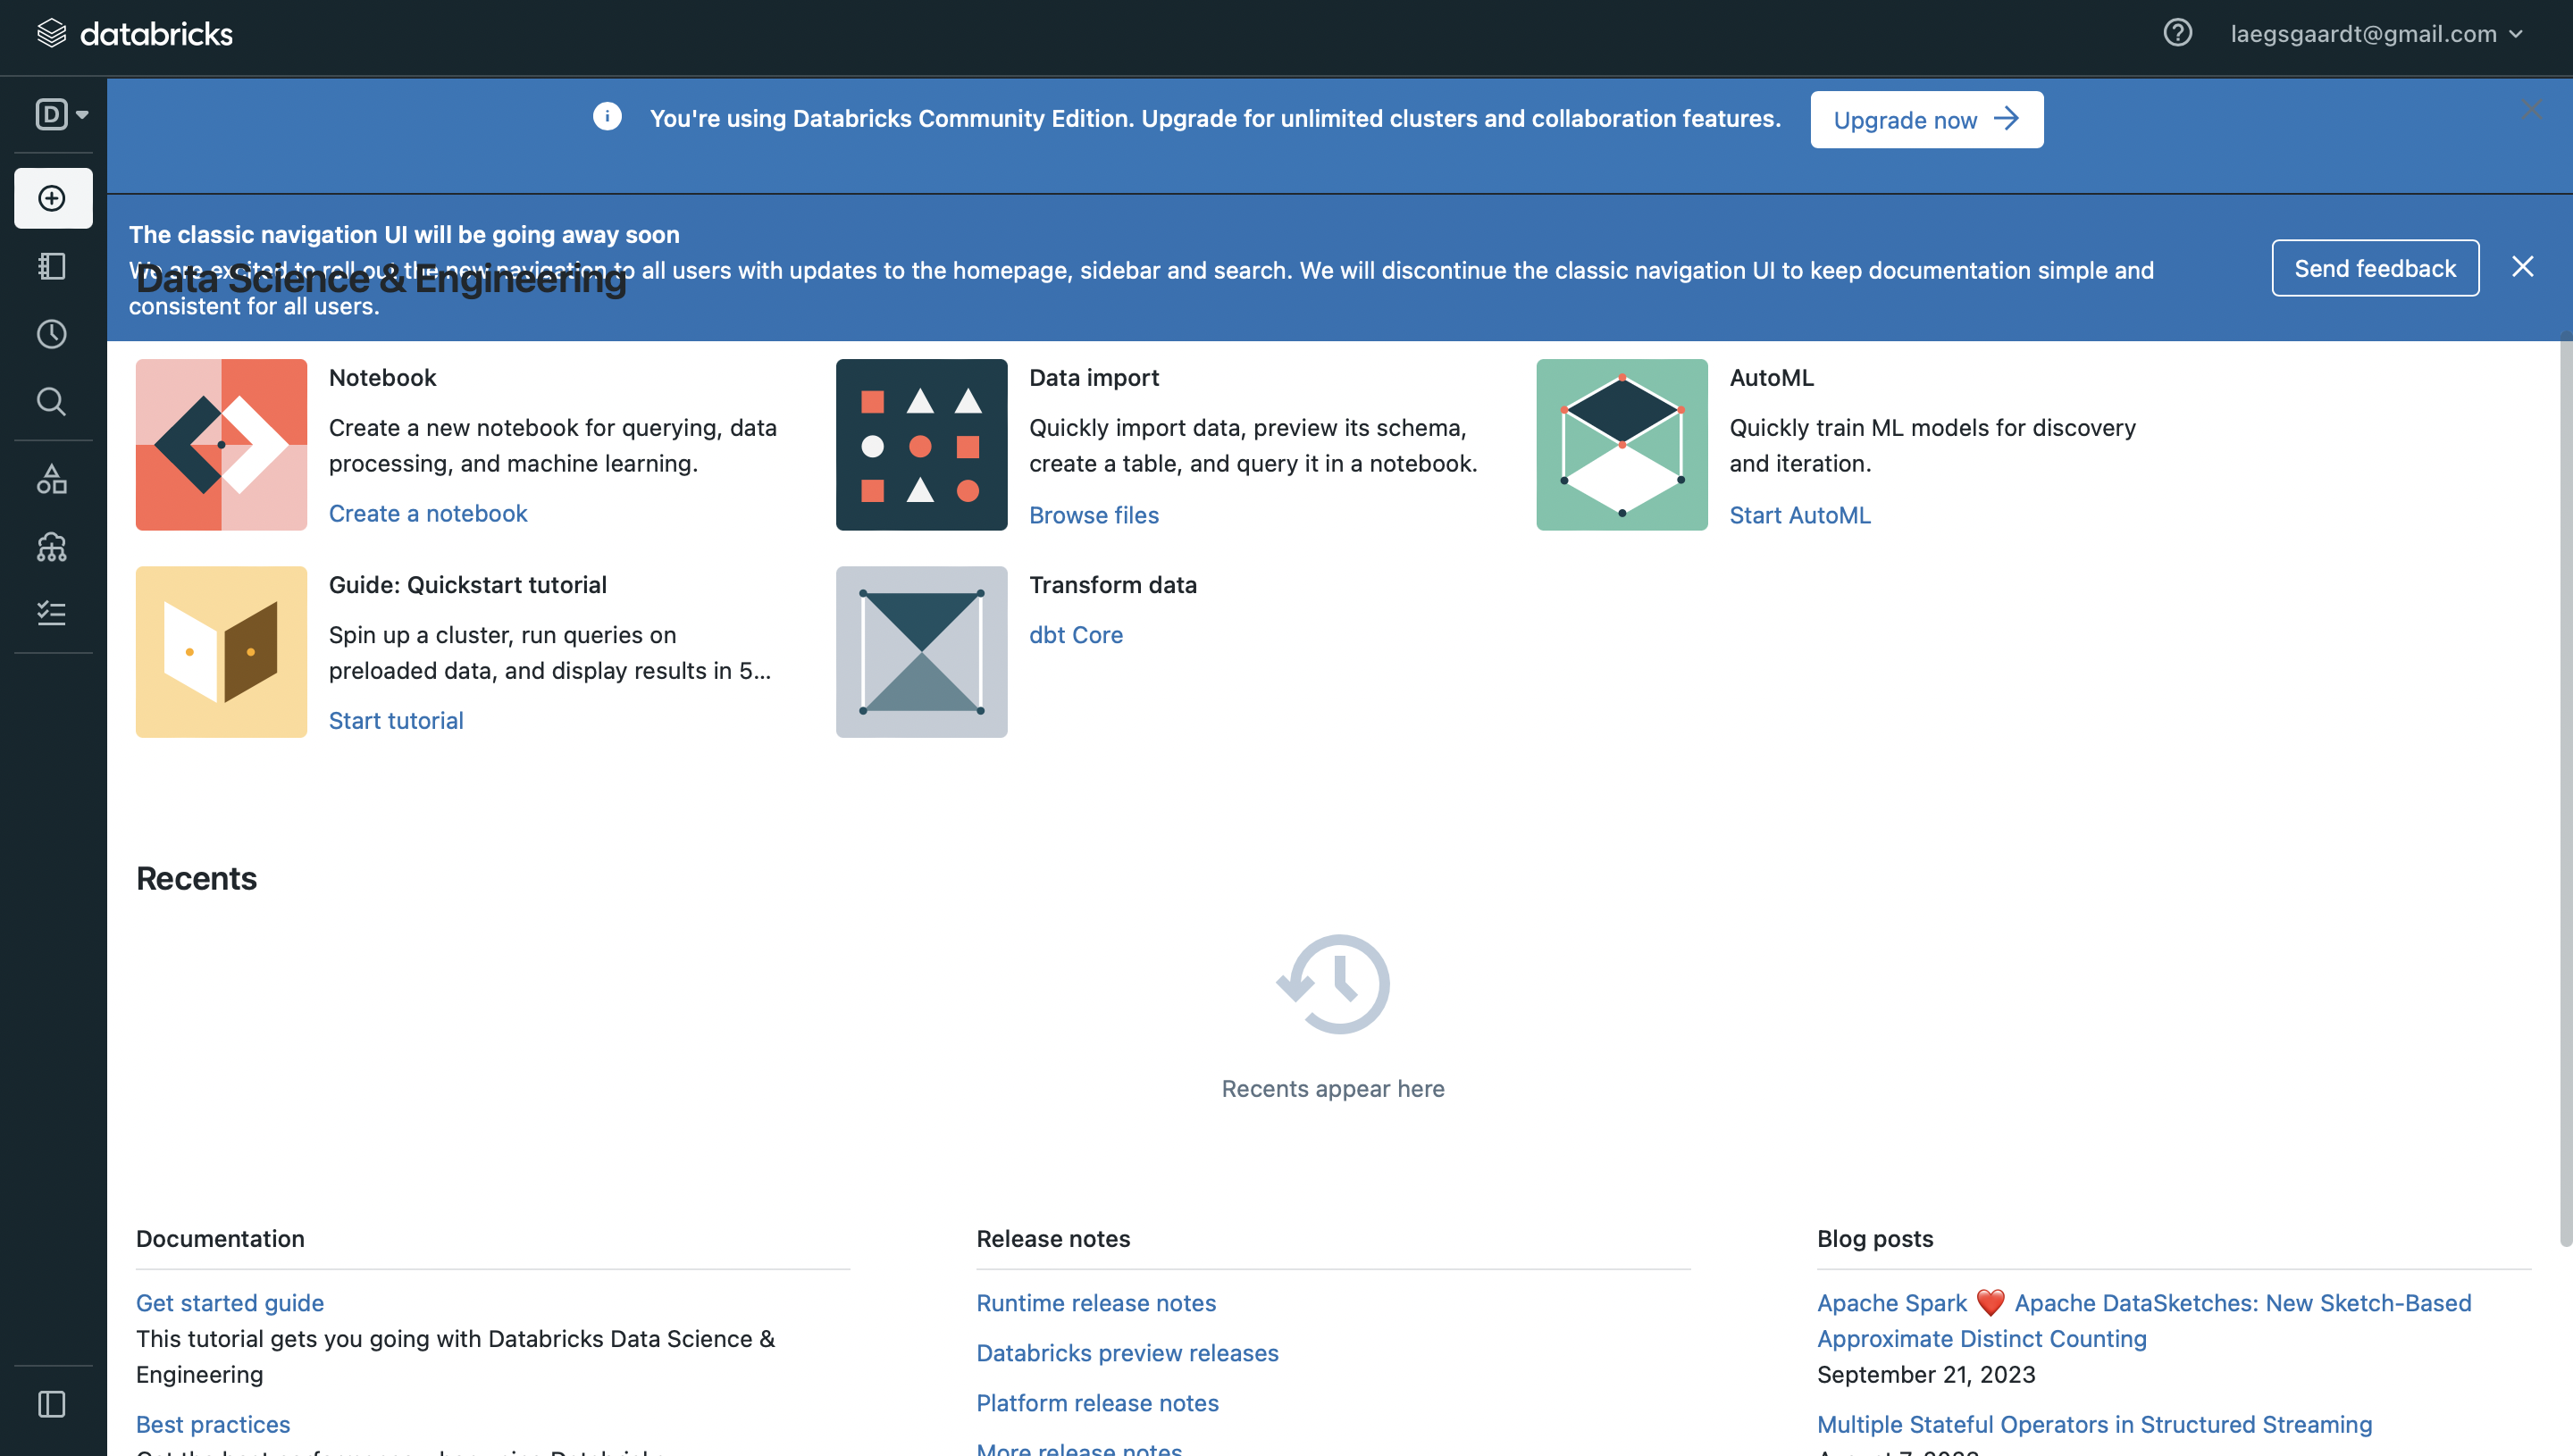 databricks
laegsgaardt@gmail.com
D
You're using Databricks Community Edition. Upgrade for unlimited clusters and collaboration features.
Upgrade now
The classic navigation UI will be going away soon
We are excited to roll out the new navigation to all users with updates to the homepage, sidebar and search. We will discontinue the classic navigation UI to keep documentation simple and
consistent for all users.
Send feedback
Data Science & Engineering
Notebook
Create a new notebook for querying, data
processing, and machine learning.
Create a notebook
Data import
Quickly import data, preview its schema,
create a table, and query it in a notebook.
Browse files
AutoML
Quickly train ML models for discovery
and iteration.
Start AutoML
Guide: Quickstart tutorial
Spin up a cluster, run queries on
preloaded data, and display results in 5...
Start tutorial
Transform data
dbt Core
Recents
Recents appear here
Documentation
Get started guide
This tutorial gets you going with Databricks Data Science &
Engineering
Best practices
Release notes
Runtime release notes
Databricks preview releases
Platform release notes
More release notes
Blog posts
Apache Spark ❤️ Apache DataSketches: New Sketch-Based
Approximate Distinct Counting
September 21, 2023
Multiple Stateful Operators in Structured Streaming